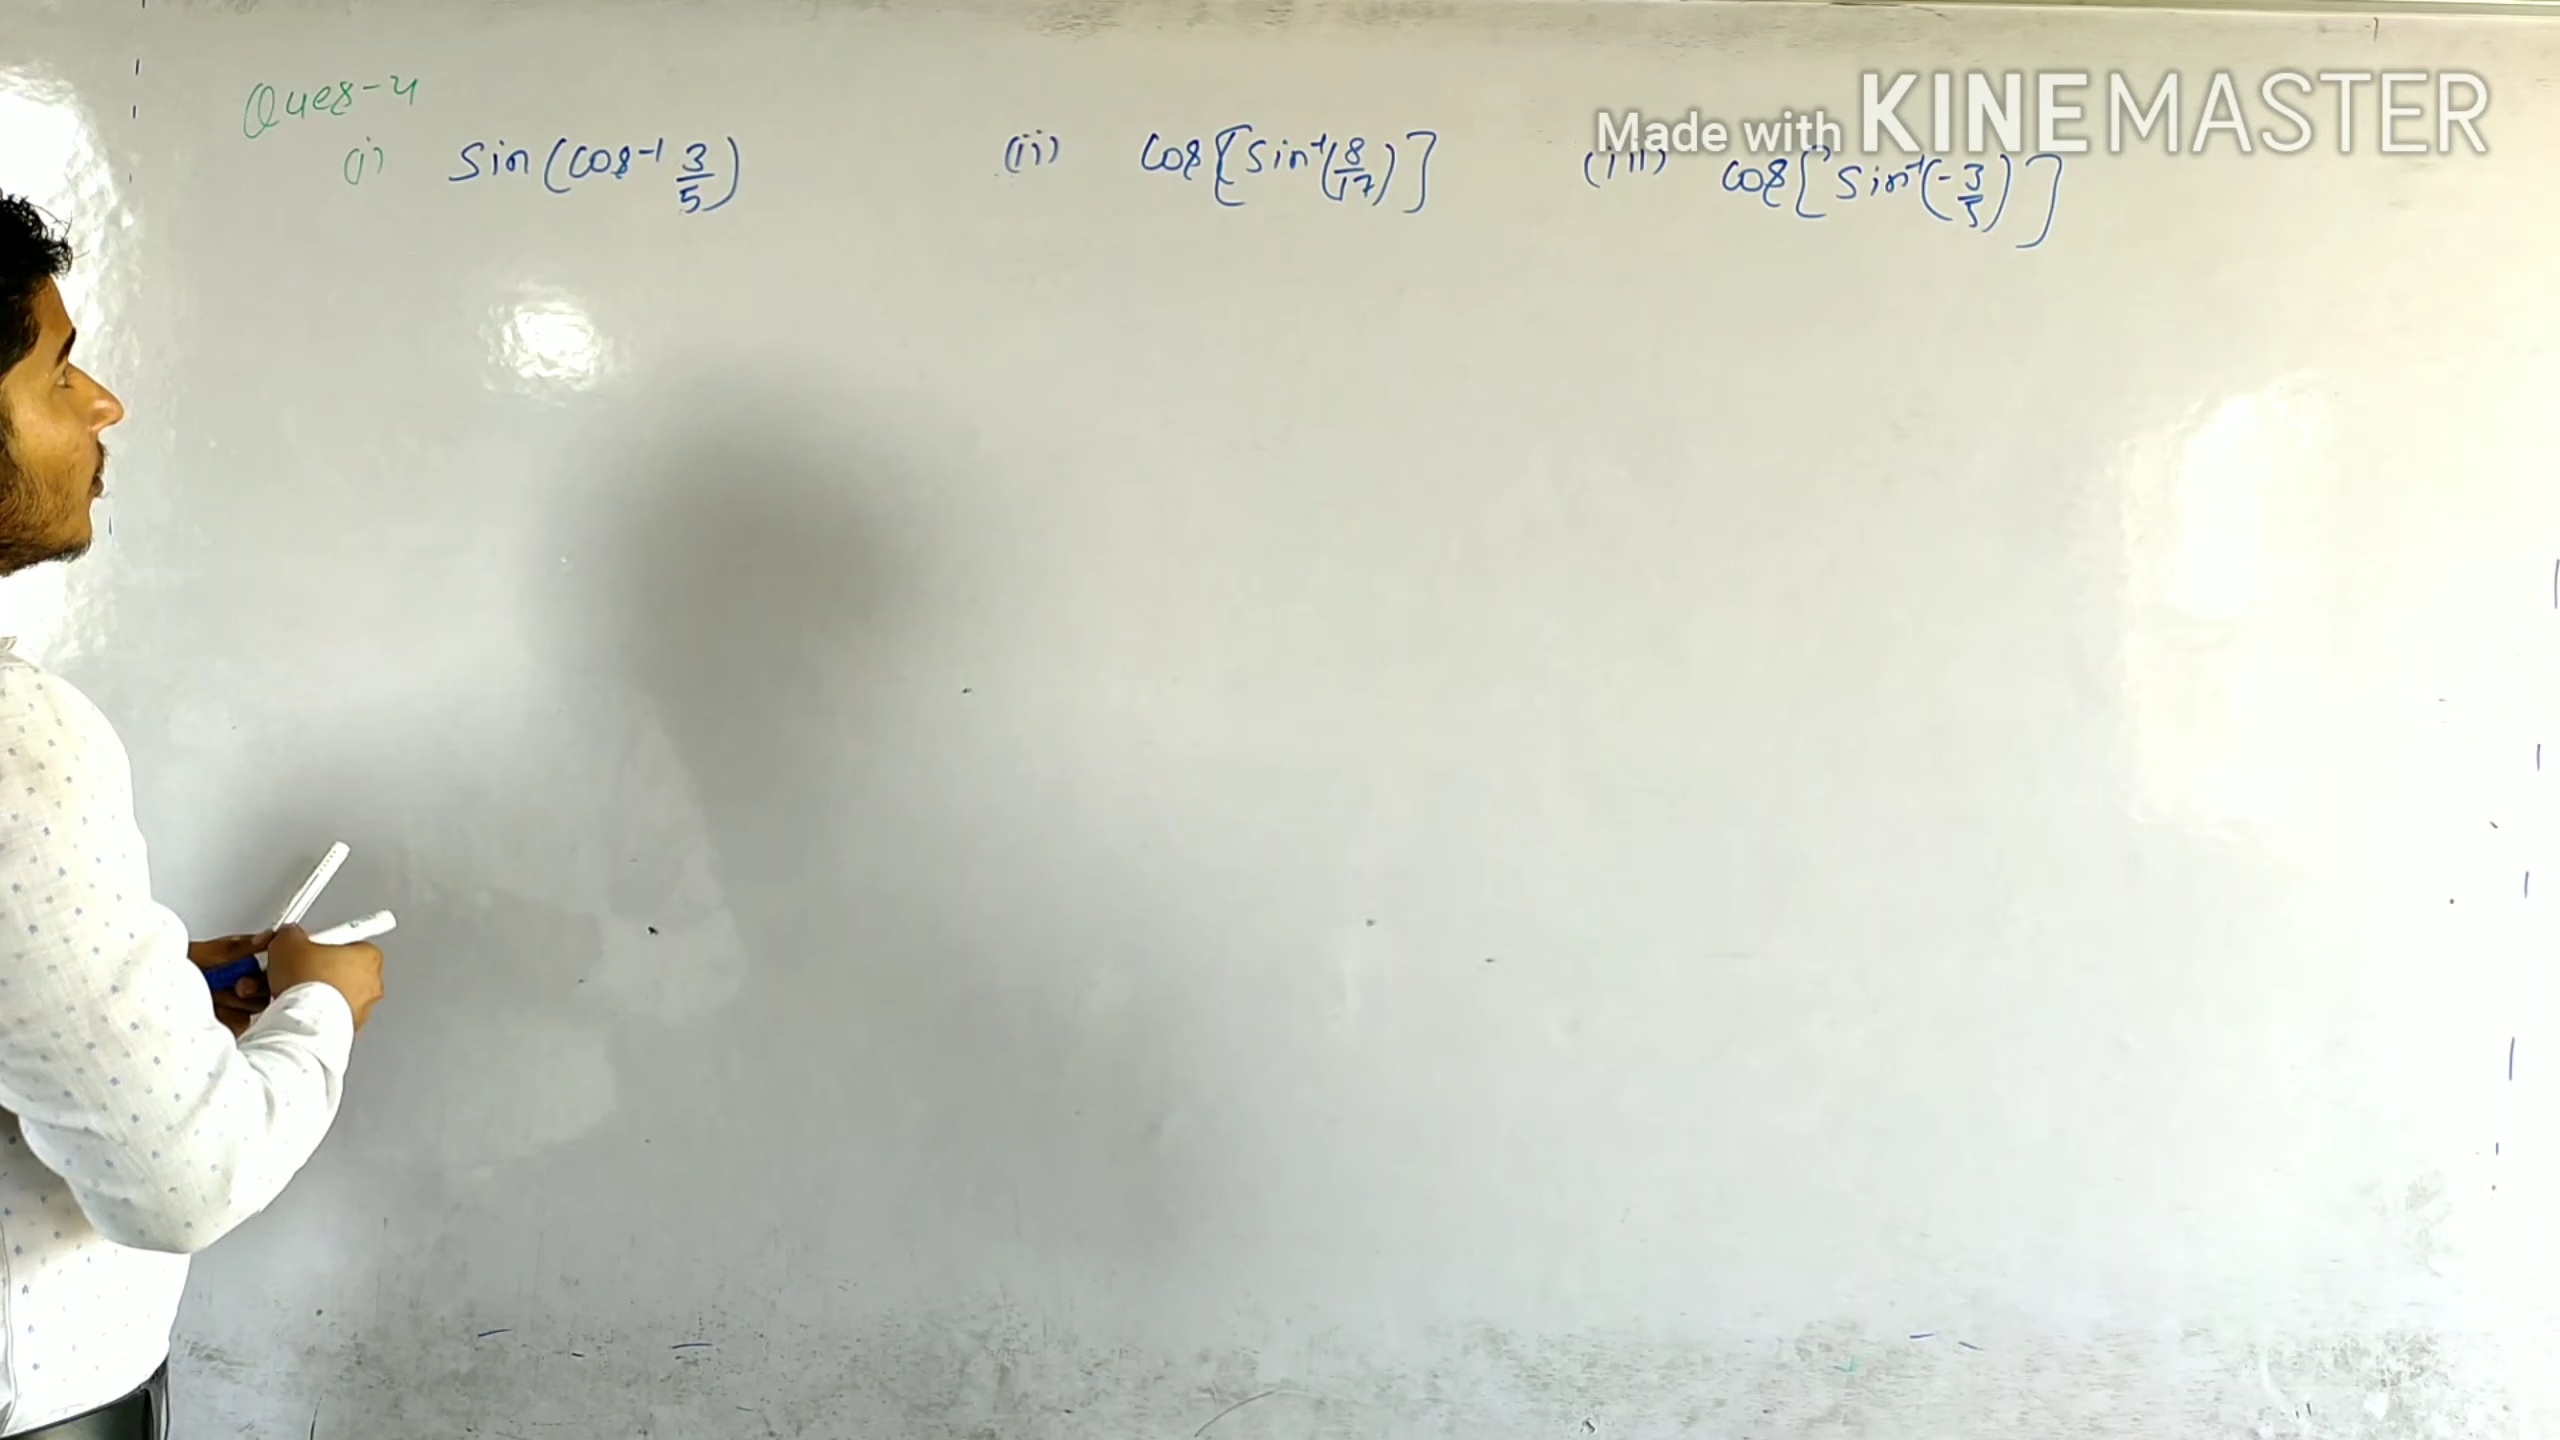 Ques-4
Made with KINEMASTER
(i) Sin(cos⁻¹ 3/5) (ii) Cos[Sin⁻¹(8/17)] (iii) cos[Sin⁻¹(-3/5)]